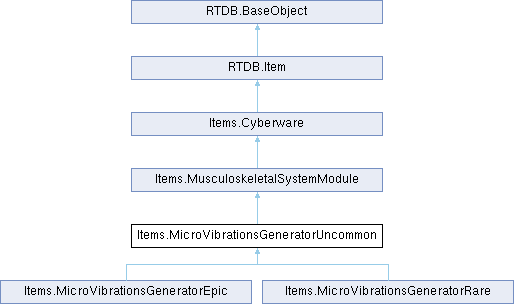 RTDB.BaseObject
RTDB.Item
Items.Cyberware
Items.MusculoskeletalSystemModule
Items.MicroVibrationsGeneratorUncommon
Items.MicroVibrationsGeneratorEpic
Items.MicroVibrationsGeneratorRare